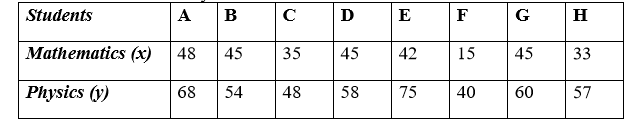 Students A B C D E F G H
Mathematics (x) 48 45 35 45 42 15 45 33
Physics (y) 68 54 48 58 75 40 60 57